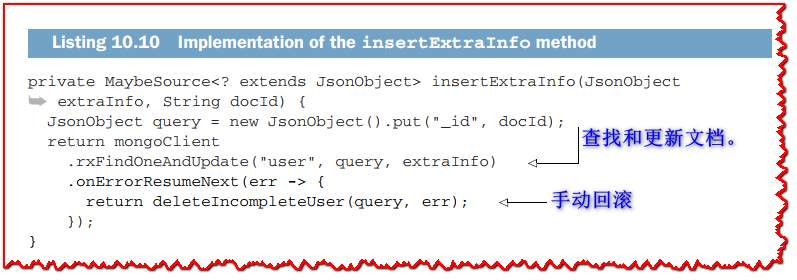 Listing 10.10 Implementation of the insertExtraInfo method
private MaybeSource<? extends JsonObject> insertExtraInfo(JsonObject
➥ extraInfo, String docId) {
JsonObject query = new JsonObject().put("_id", docId);
return mongoClient
.rxFindOneAndUpdate("user", query, extraInfo)
查找和更新文档。
.onErrorResumeNext(err -> {
return deleteIncompleteUser(query, err);
手动回滚
});
}